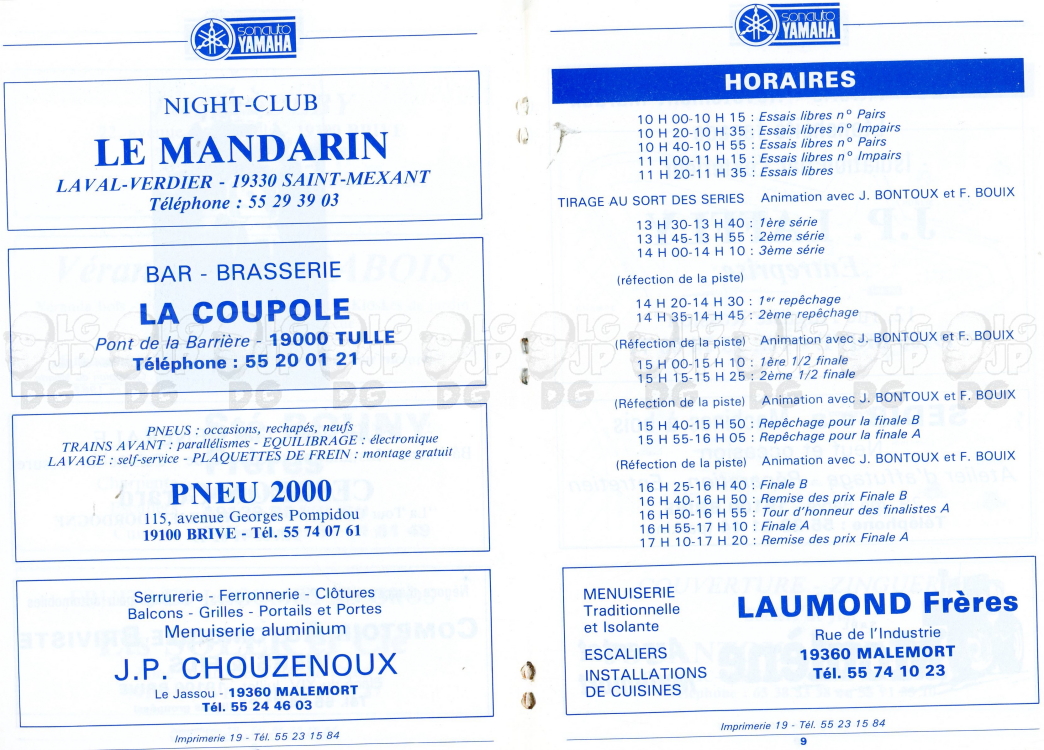 sonauto
YAMAHA
NIGHT-CLUB
LE MANDARIN
LAVAL-VERDIER - 19330 SAINT-MEXANT
Téléphone : 55 29 39 03
BAR - BRASSERIE
LA COUPOLE
Pont de la Barrière - 19000 TULLE
Téléphone : 55 20 01 21
PNEUS : occasions, rechapés, neufs
TRAINS AVANT : parallélismes - EQUILIBRAGE : électronique
LAVAGE : self-service - PLAQUETTES DE FREIN : montage gratuit
PNEU 2000
115, avenue Georges Pompidou
19100 BRIVE - Tél. 55 74 07 61
Serrurerie - Ferronnerie - Clôtures
Balcons - Grilles - Portails et Portes
Menuiserie aluminium
J.P. CHOUZENOUX
Le Jassou - 19360 MALEMORT
Tél. 55 24 46 03
Imprimerie 19 - Tél. 55 23 15 84
sonauto
YAMAHA
HORAIRES
10 H 00-10 H 15 : Essais libres n° Pairs
10 H 20-10 H 35 : Essais libres n° Impairs
10 H 40-10 H 55 : Essais libres n° Pairs
11 H 00-11 H 15 : Essais libres n° Impairs
11 H 20-11 H 35 : Essais libres
TIRAGE AU SORT DES SERIES Animation avec J. BONTOUX et F. BOUIX
13 H 30-13 H 40 : 1ère série
13 H 45-13 H 55 : 2ème série
14 H 00-14 H 10 : 3ème série
(réfection de la piste)
14 H 20-14 H 30 : 1er repêchage
14 H 35-14 H 45 : 2ème repêchage
(Réfection de la piste) Animation avec J. BONTOUX et F. BOUIX
15 H 00-15 H 10 : 1ère 1/2 finale
15 H 15-15 H 25 : 2ème 1/2 finale
(Réfection de la piste) Animation avec J. BONTOUX et F. BOUIX
15 H 40-15 H 50 : Repêchage pour la finale B
15 H 55-16 H 05 : Repêchage pour la finale A
(Réfection de la piste) Animation avec J. BONTOUX et F. BOUIX
16 H 25-16 H 40 : Finale B
16 H 40-16 H 50 : Remise des prix Finale B
16 H 50-16 H 55 : Tour d'honneur des finalistes A
16 H 55-17 H 10 : Finale A
17 H 10-17 H 20 : Remise des prix Finale A
MENUISERIE
Traditionnelle
et Isolante
ESCALIERS
INSTALLATIONS
DE CUISINES
LAUMOND Frères
Rue de l'Industrie
19360 MALEMORT
Tél. 55 74 10 23
Imprimerie 19 - Tél. 55 23 15 84
9